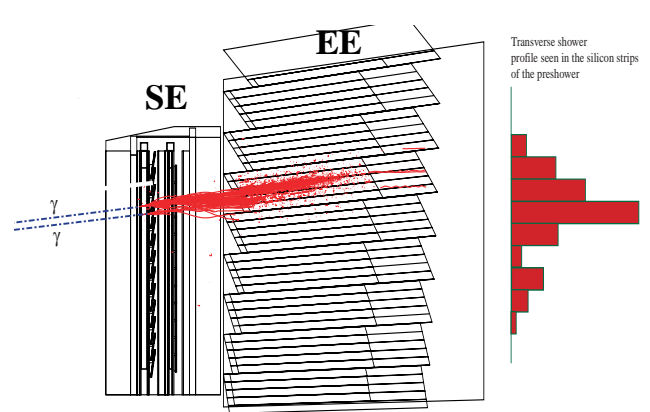 EE
Transverse shower
profile seen in the silicon strips
of the preshower
SE
γ
γ